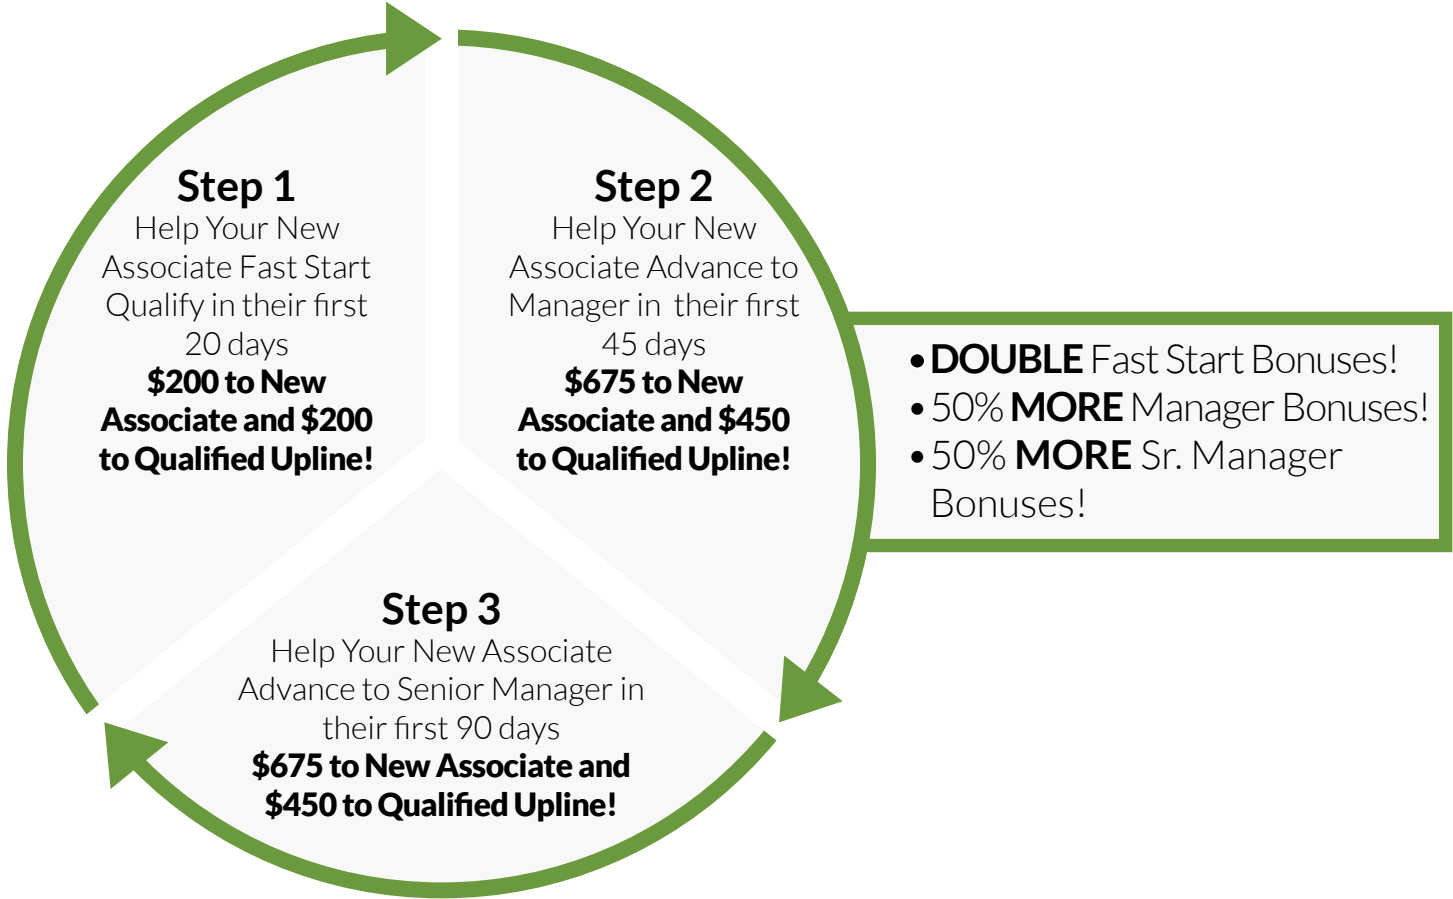 Step 1
Help Your New
Associate Fast Start
Qualify in their first
20 days
$200 to New
Associate and $200
to Qualified Upline!
Step 2
Help Your New
Associate Advance to
Manager in their first
45 days
$675 to New
Associate and $450
to Qualified Upline!
Step 3
Help Your New Associate
Advance to Senior Manager in
their first 90 days
$675 to New Associate and
$450 to Qualified Upline!
• DOUBLE Fast Start Bonuses!
• 50% MORE Manager Bonuses!
• 50% MORE Sr. Manager
Bonuses!